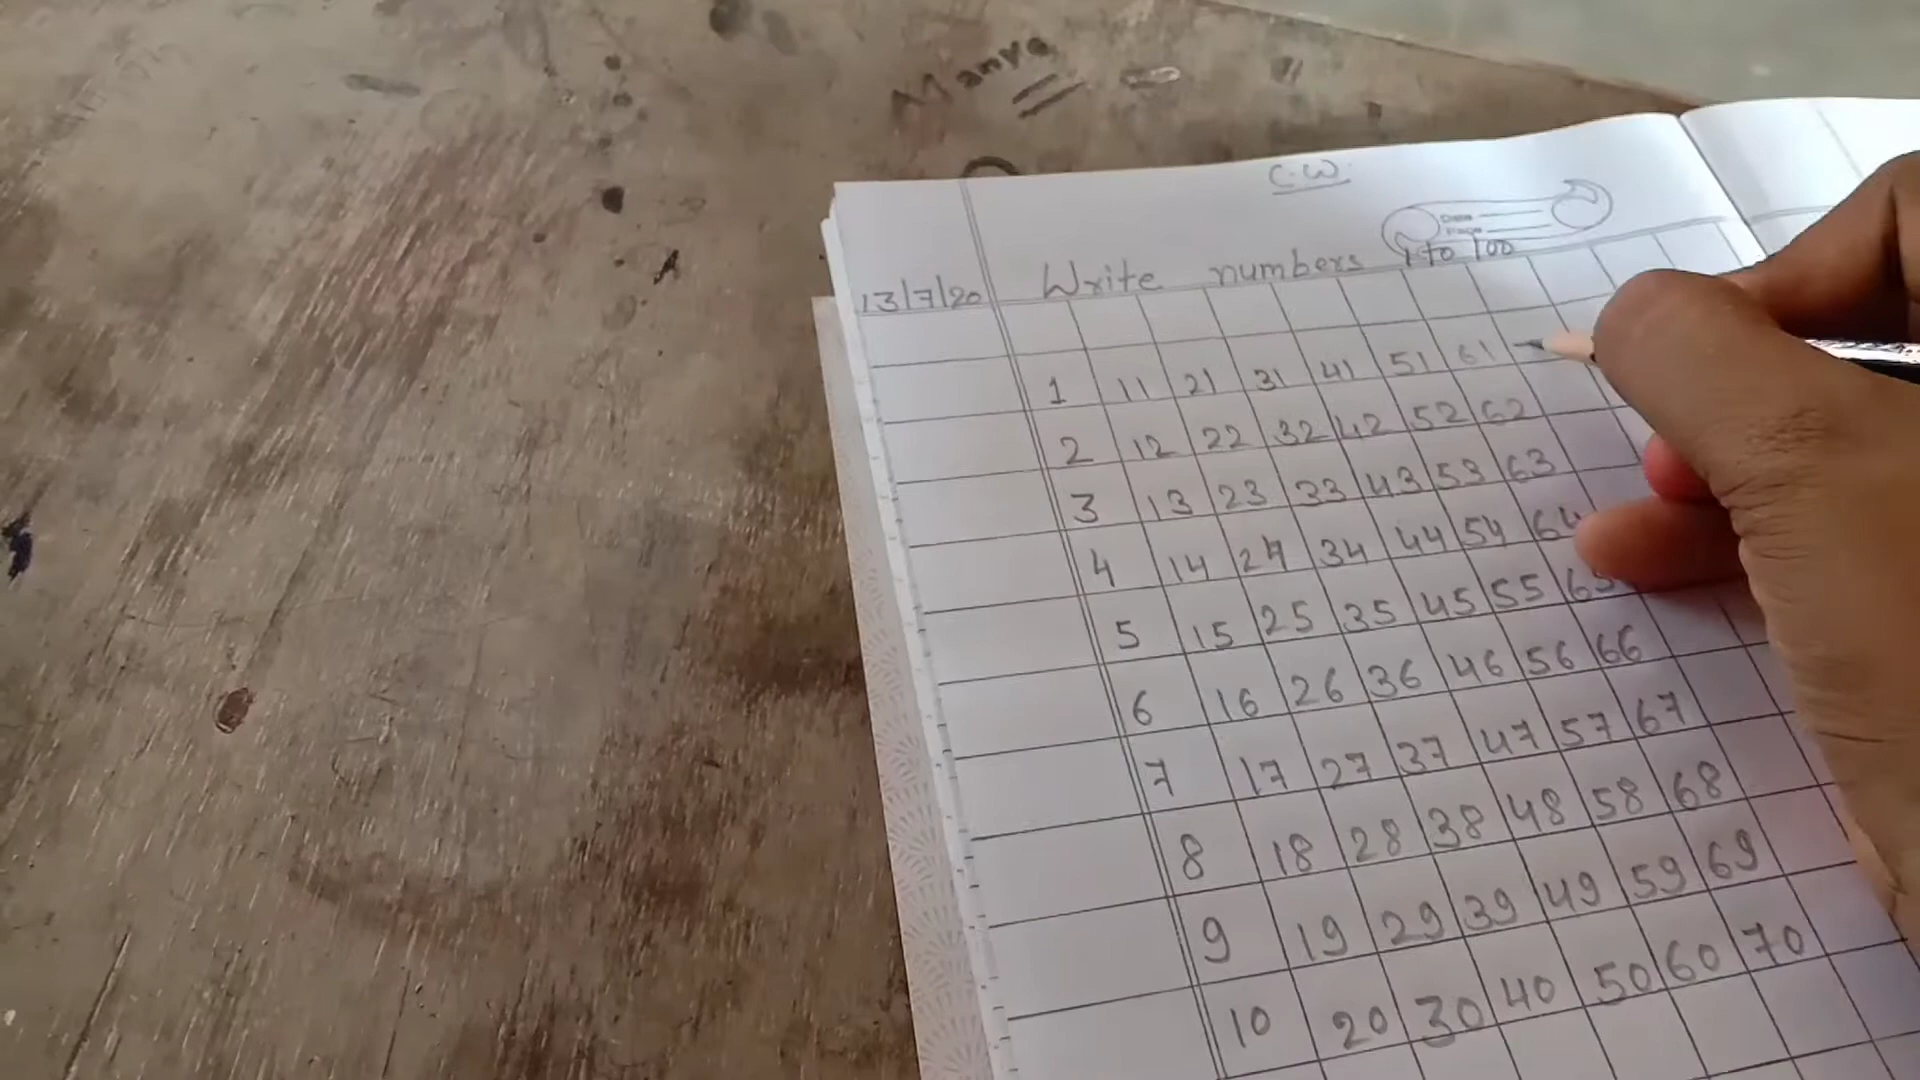 Manya
C.W.
Date
Page
13/7/20 Write numbers 1 to 100
1 11 21 31 41 51 61
2 12 22 32 42 52 62
3 13 23 33 43 53 63
4 14 24 34 44 54 64
5 15 25 35 45 55 65
6 16 26 36 46 56 66
7 17 27 37 47 57 67
8 18 28 38 48 58 68
9 19 29 39 49 59 69
10 20 30 40 50 60 70